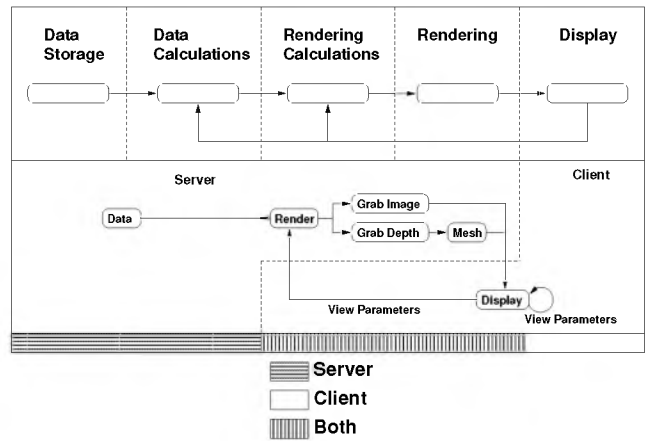 Data
Storage
Data
Calculations
Rendering
Calculations
Rendering
Display
Server
Client
Data
Render
Grab Image
Grab Depth
Mesh
Display
View Parameters
View Parameters
Server
Client
Both